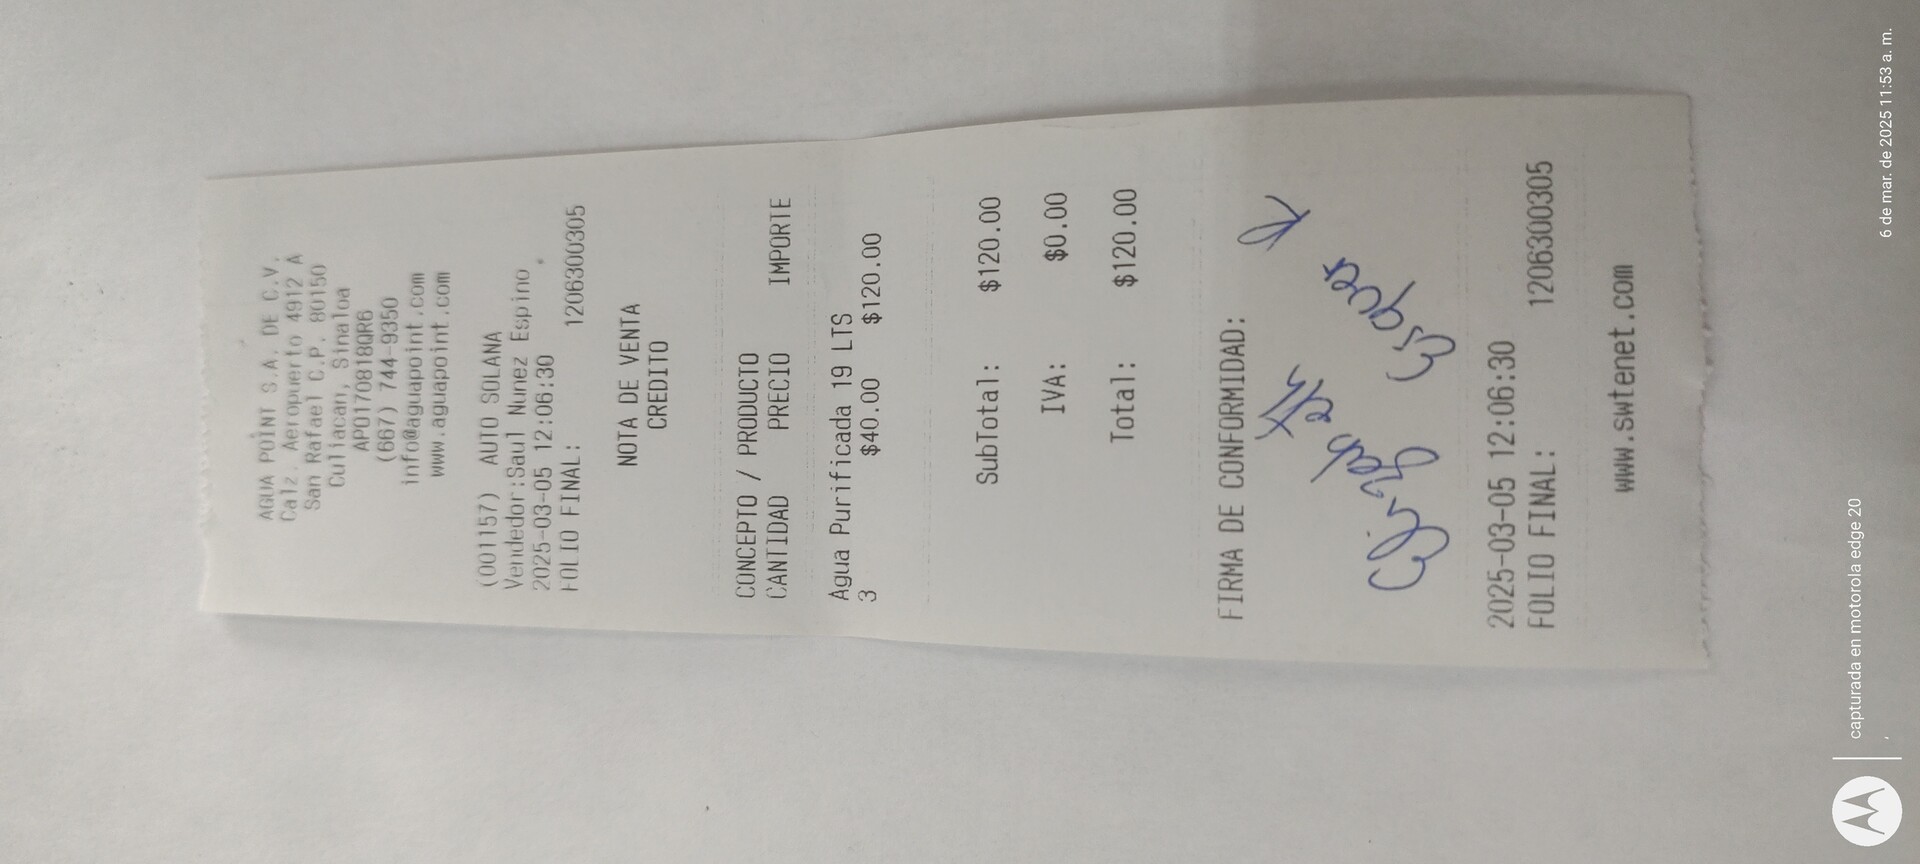 AGUA POINT S.A. DE C.V.
Calz. Aeropuerto 4912 A
San Rafael C.P. 80150
Culiacan, Sinaloa
APO170818QR6
(667) 744-9350
info@aguapoint.com
www.aguapoint.com
(001157) AUTO SOLANA
Vendedor:Saul Nunez Espino
2025-03-05 12:06:30
FOLIO FINAL: 1206300305
NOTA DE VENTA
CREDITO
CONCEPTO / PRODUCTO
CANTIDAD PRECIO IMPORTE
Agua Purificada 19 LTS
3 $40.00 $120.00
SubTotal: $120.00
IVA: $0.00
Total: $120.00
FIRMA DE CONFORMIDAD:
2025-03-05 12:06:30
FOLIO FINAL: 1206300305
www.swtenet.com
capturada en motorola edge 20
6 de mar. de 2025 11:53 a. m.